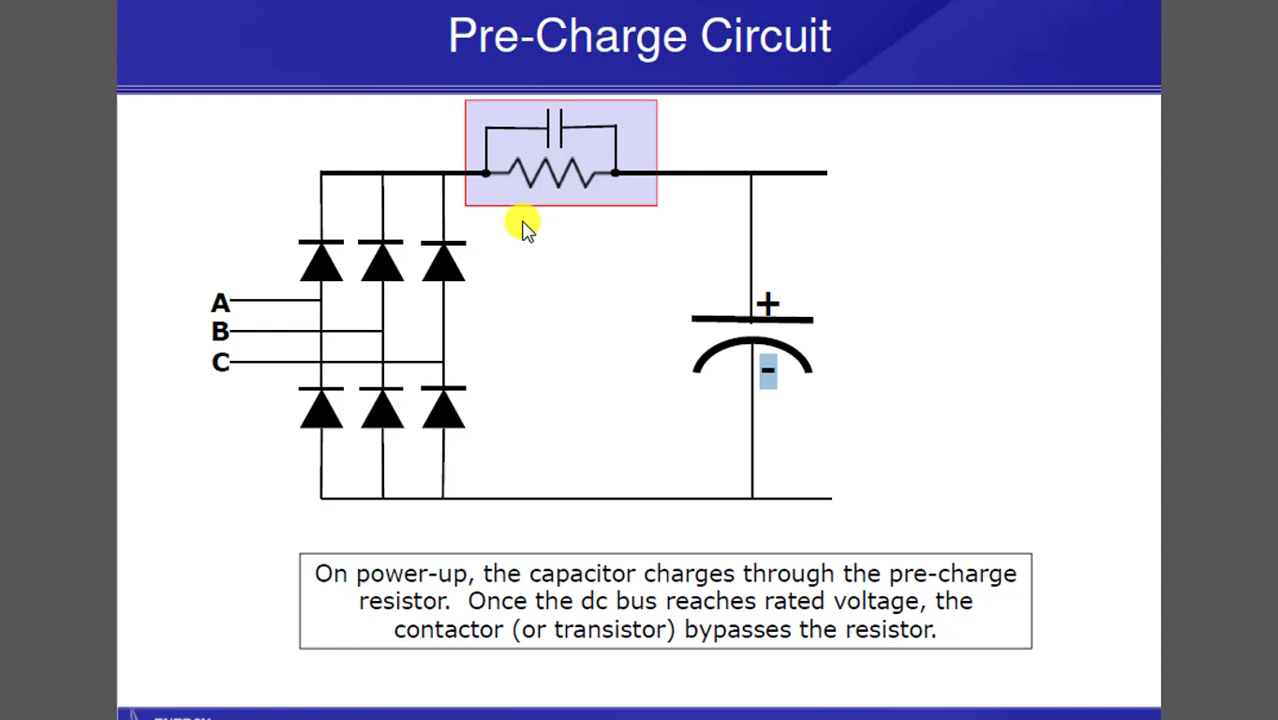 Pre-Charge Circuit
+
A
B
C
-
On power-up, the capacitor charges through the pre-charge
resistor. Once the dc bus reaches rated voltage, the
contactor (or transistor) bypasses the resistor.